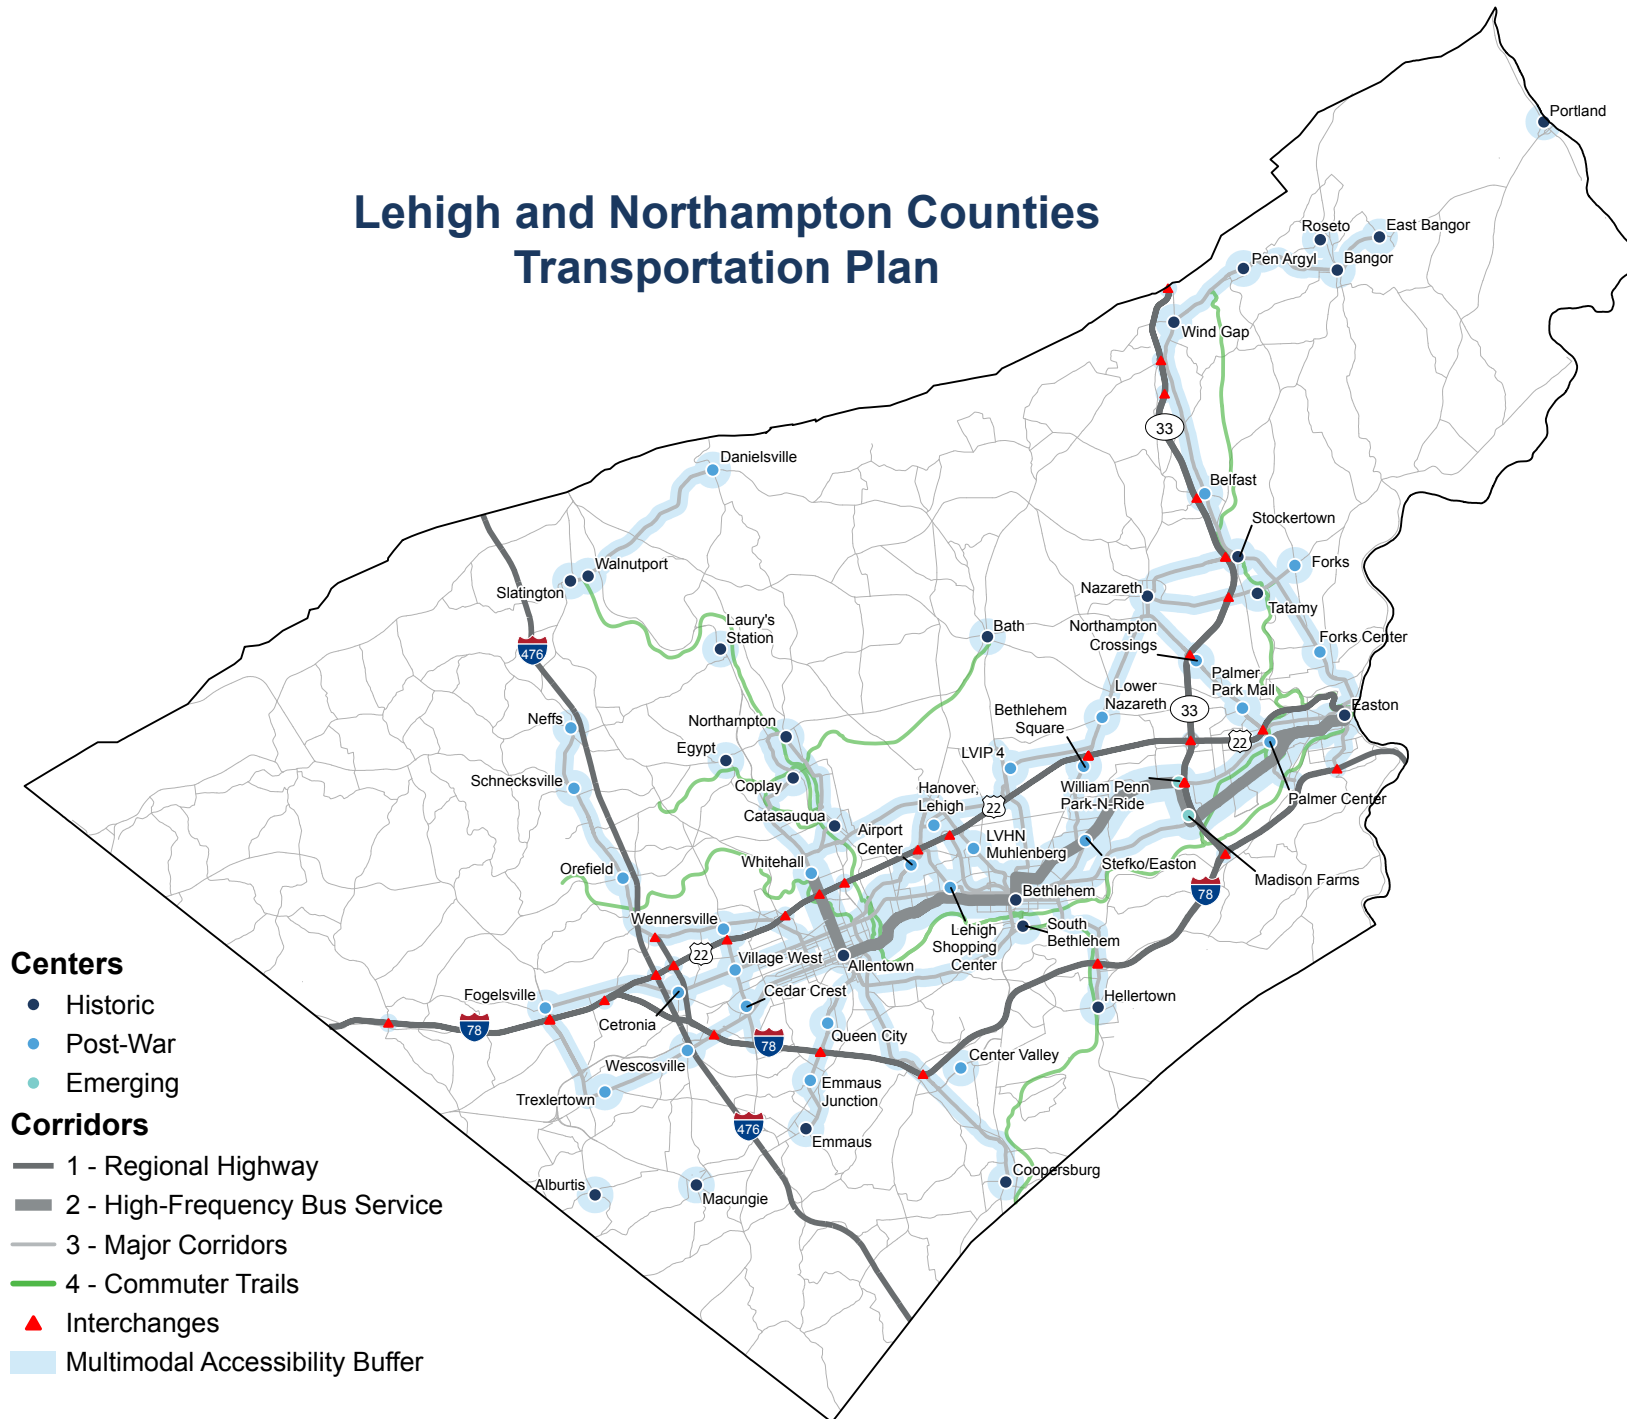 Lehigh and Northampton Counties
Transportation Plan
Portland
Roseto
East Bangor
Pen Argyl
Bangor
Wind Gap
33
Danielsville
Belfast
Stockertown
Walnutport
Slatington
Forks
Nazareth
Tatamy
Laury's
Station
Bath
Northampton
Crossings
Forks Center
476
Palmer
Park Mall
Lower
Nazareth
Neffs
Northampton
Bethlehem
Square
33
Easton
22
Egypt
LVIP 4
Schnecksville
Coplay
Hanover,
Lehigh
William Penn
Park-N-Ride
Palmer Center
22
Catasauqua
Airport
Center
LVHN
Muhlenberg
Whitehall
Stefko/Easton
Orefield
Madison Farms
Bethlehem
78
Wennersville
Lehigh
Shopping
Center
South
Bethlehem
22
Village West
Allentown
Fogelsville
Cedar Crest
Hellertown
Cetronia
78
Queen City
78
Wescosville
Center Valley
Trexlertown
Emmaus
Junction
476
Emmaus
Coopersburg
Alburtis
Macungie
Centers
Historic
Post-War
Emerging
Corridors
1 - Regional Highway
2 - High-Frequency Bus Service
3 - Major Corridors
4 - Commuter Trails
Interchanges
Multimodal Accessibility Buffer